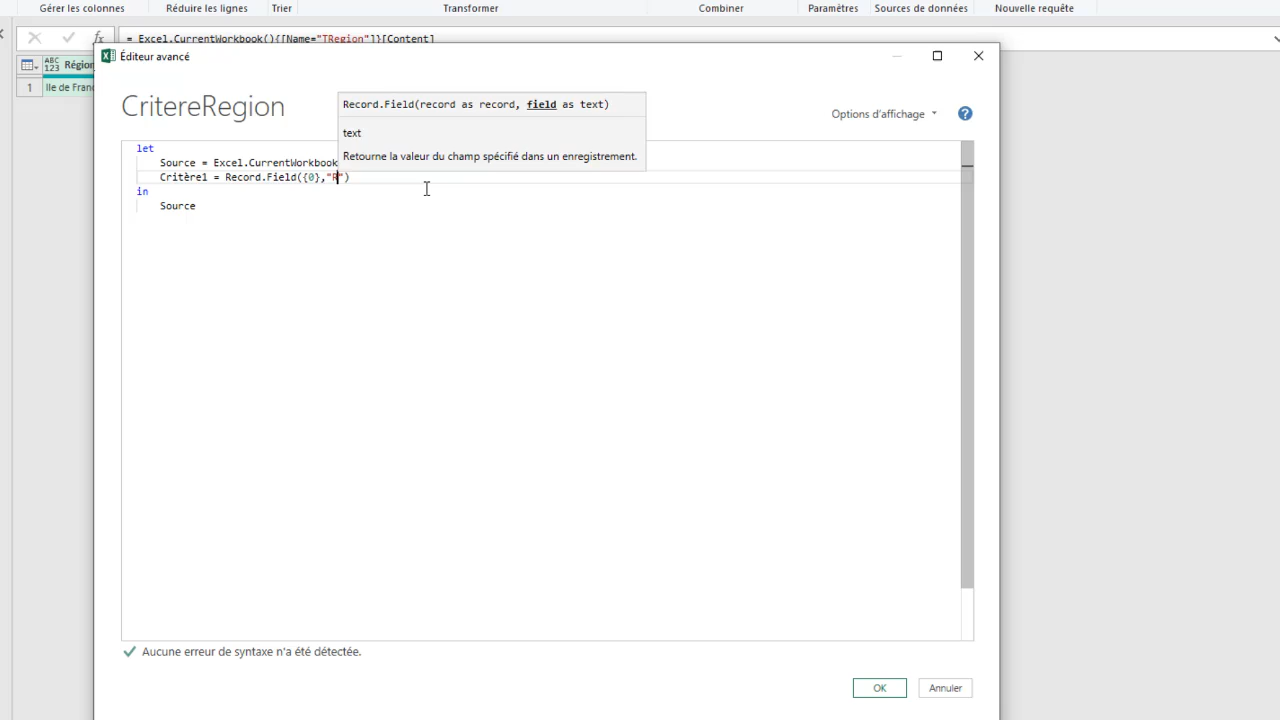 Gérer les colonnes Réduire les lignes Trier Transformer Combiner Paramètres Sources de données Nouvelle requête
fx = Excel.CurrentWorkbook(){[Name="TRegion"]}[Content]
Éditeur avancé
ABC
123 Région
1 Ile de Franc
CritereRegion
Options d'affichage ?
Record.Field(record as record, field as text)
text
Retourne la valeur du champ spécifié dans un enregistrement.
let
Source = Excel.CurrentWorkbook
Critère1 = Record.Field({0},"R")
in
Source
Aucune erreur de syntaxe n'a été détectée.
OK Annuler